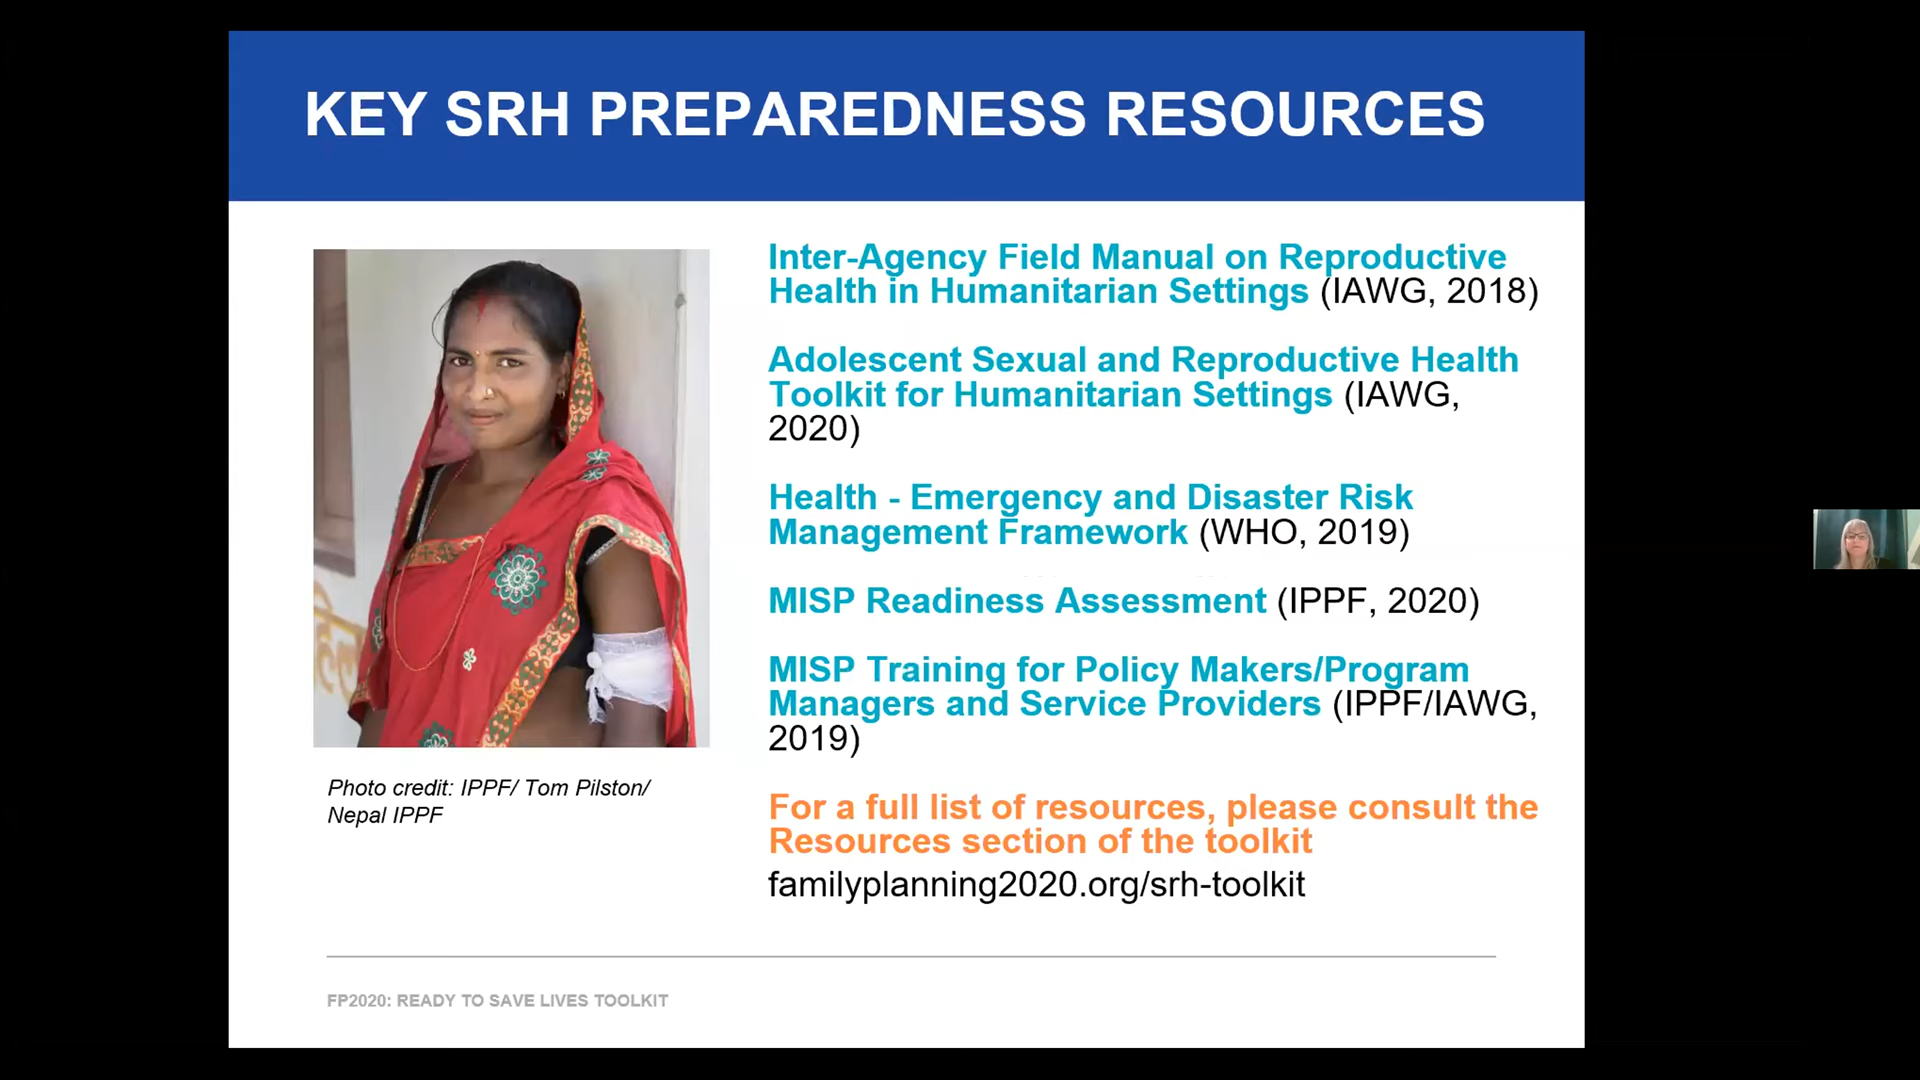 KEY SRH PREPAREDNESS RESOURCES
Inter-Agency Field Manual on Reproductive
Health in Humanitarian Settings (IAWG, 2018)
Adolescent Sexual and Reproductive Health
Toolkit for Humanitarian Settings (IAWG,
2020)
Health - Emergency and Disaster Risk
Management Framework (WHO, 2019)
MISP Readiness Assessment (IPPF, 2020)
MISP Training for Policy Makers/Program
Managers and Service Providers (IPPF/IAWG,
2019)
For a full list of resources, please consult the
Resources section of the toolkit
familyplanning2020.org/srh-toolkit
Photo credit: IPPF/ Tom Pilston/
Nepal IPPF
FP2020: READY TO SAVE LIVES TOOLKIT